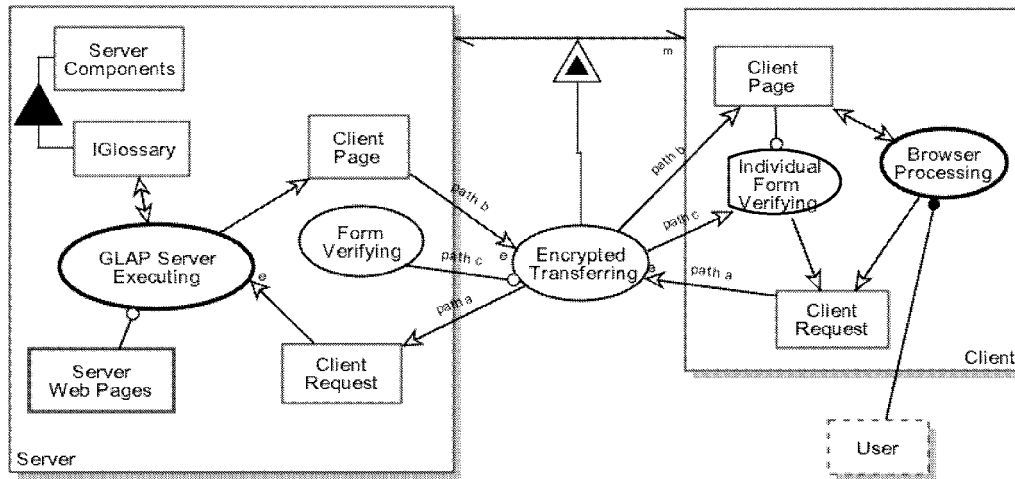 Server
Components
IGlossary
GLAP Server
Executing
e
Server
Web Pages
Client
Page
Form
Verifying
Client
Request
Server
path b
e
path c
path a
Encrypted
Transferring
e
m
path b
path c
path a
Client
Page
Individual
Form
Verifying
Browser
Processing
Client
Request
Client
User